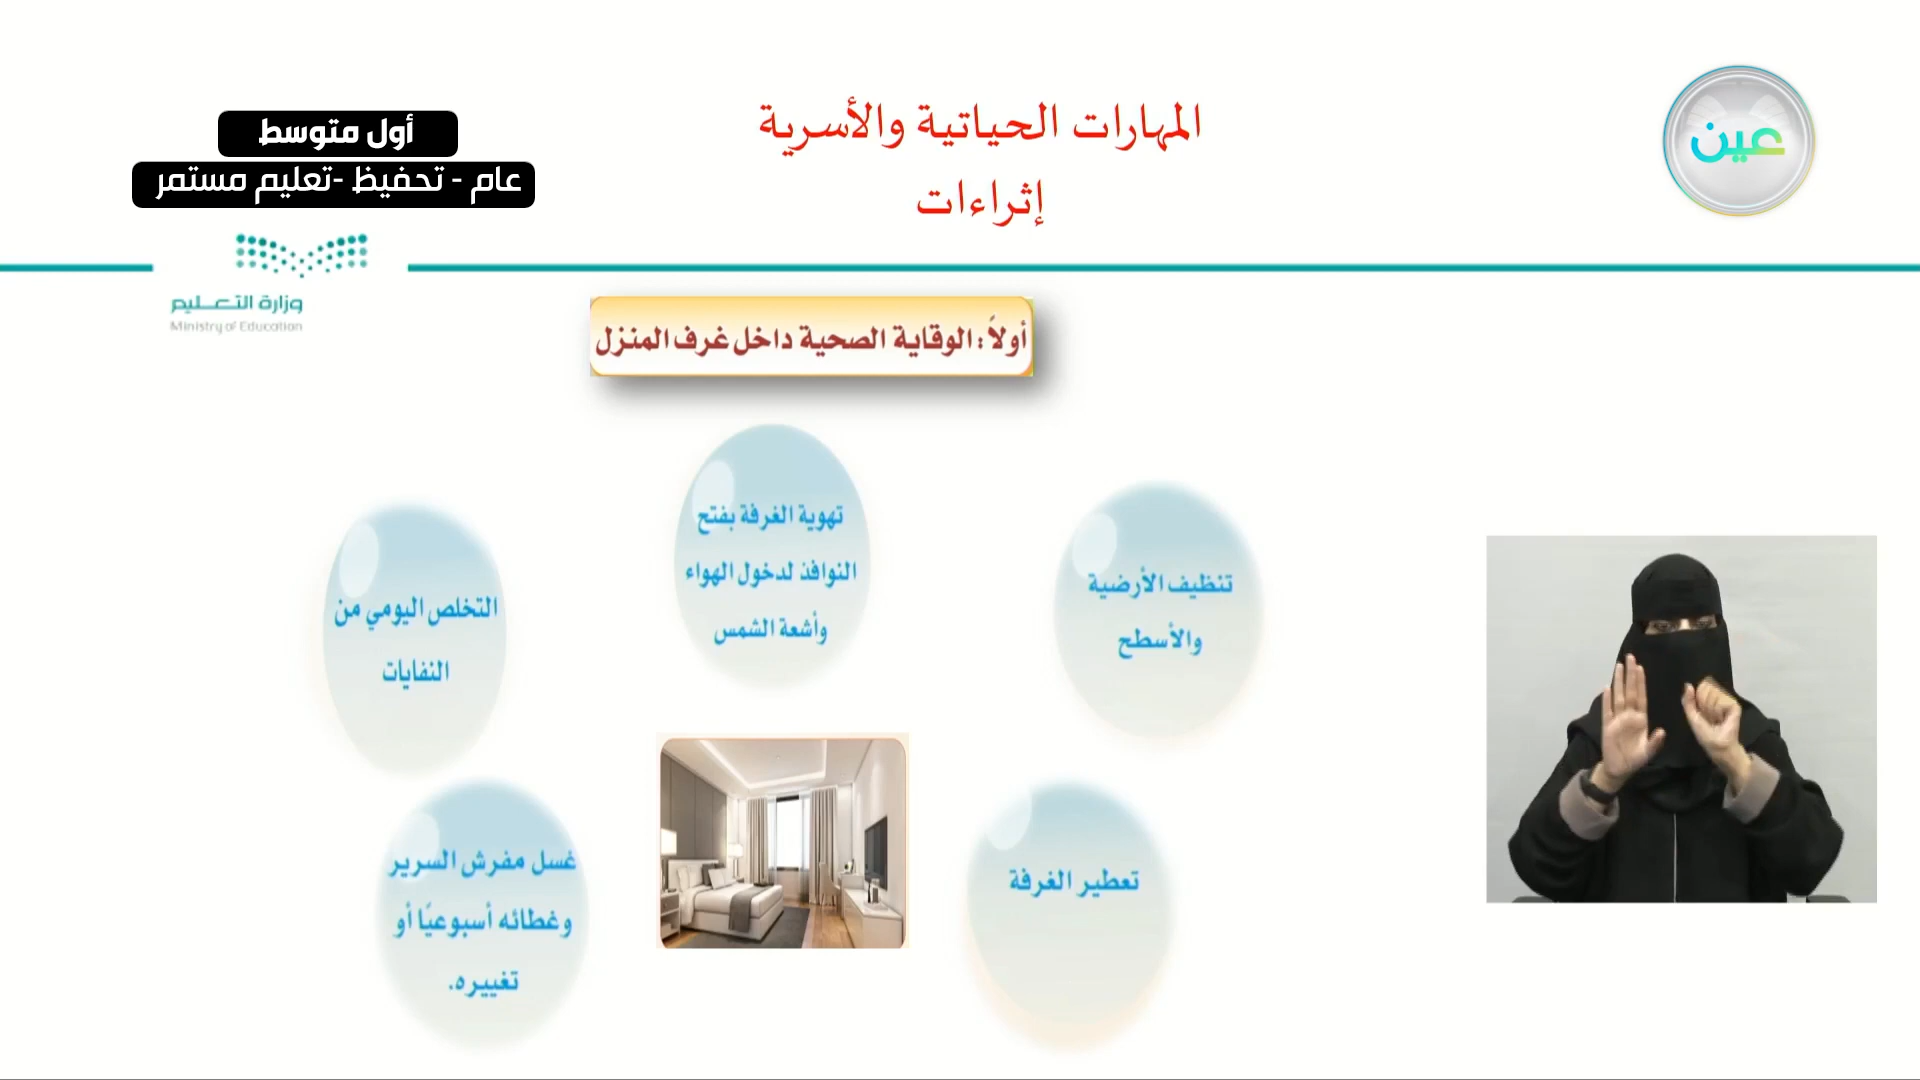 المهارات الحياتية والأسرية
إثراءات
عين
أول متوسط
عام - تحفيظ -تعليم مستمر
وزارة التعليم
Ministry of Education
أولاً : الوقاية الصحية داخل غرف المنزل
تنظيف الأرضية
والأسطح
تهوية الغرفة بفتح
النوافذ لدخول الهواء
وأشعة الشمس
التخلص اليومي من
النفايات
تعطير الغرفة
غسل مفرش السرير
وغطائه أسبوعيًا أو
تغييره.